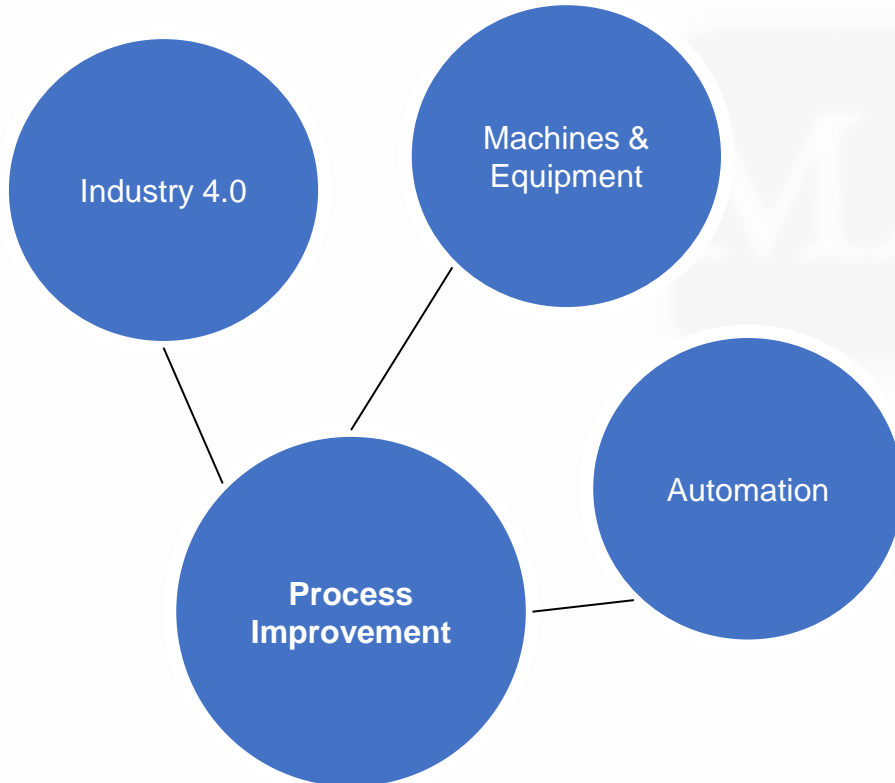 Industry 4.0
Machines &
Equipment
Automation
Process
Improvement